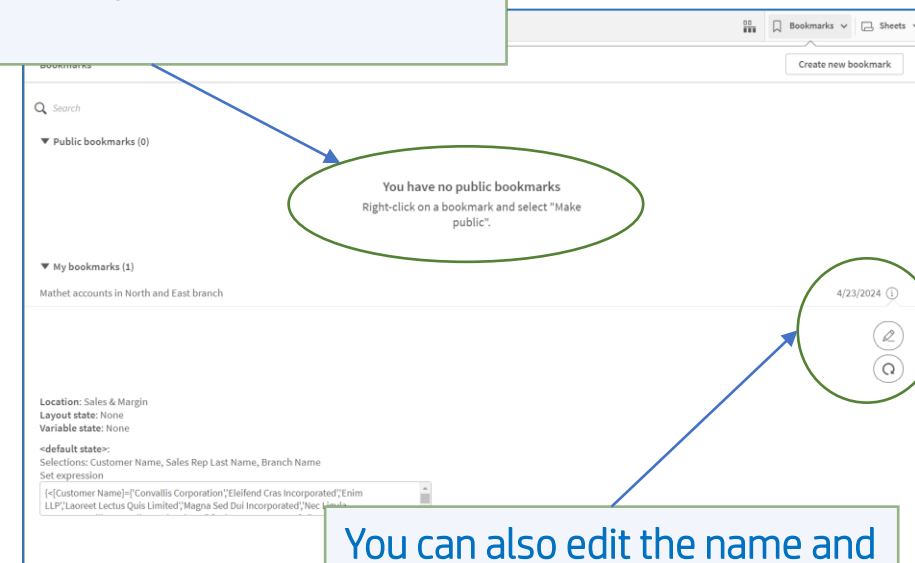 Bookmarks
Sheets
Bookmarks
Create new bookmark
Search
Public bookmarks (0)
You have no public bookmarks
Right-click on a bookmark and select "Make
public".
My bookmarks (1)
Mathet accounts in North and East branch
4/23/2024
Location: Sales & Margin
Layout state: None
Variable state: None
<default state>:
Selections: Customer Name, Sales Rep Last Name, Branch Name
Set expression
{<[Customer Name]={'Convallis Corporation','Eleifend Cras Incorporated','Enim
LLP','Laoreet Lectus Quis Limited','Magna Sed Dui Incorporated','Nec Ligula
You can also edit the name and